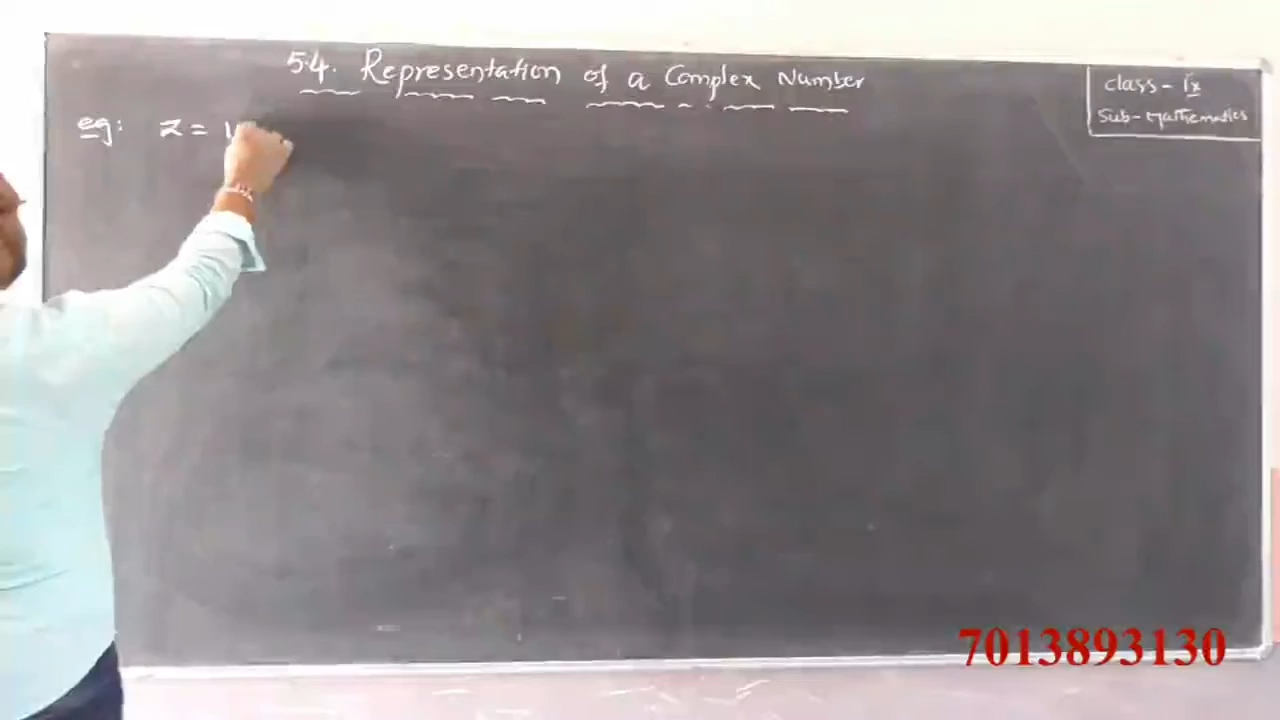 5.4. Representation of a Complex Number
class - IX
Sub - Mathematics
eg: z = 
7013893130